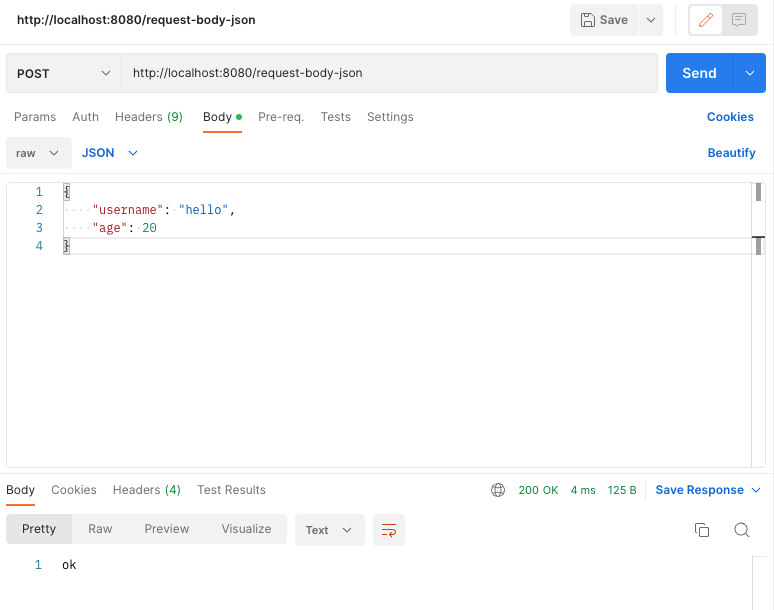 http://localhost:8080/request-body-json Save
POST http://localhost:8080/request-body-json Send
Params Auth Headers (9) Body Pre-req. Tests Settings Cookies
raw JSON Beautify
1 {
2 "username": "hello",
3 "age": 20
4 }
Body Cookies Headers (4) Test Results 200 OK 4 ms 125 B Save Response
Pretty Raw Preview Visualize Text
1 ok